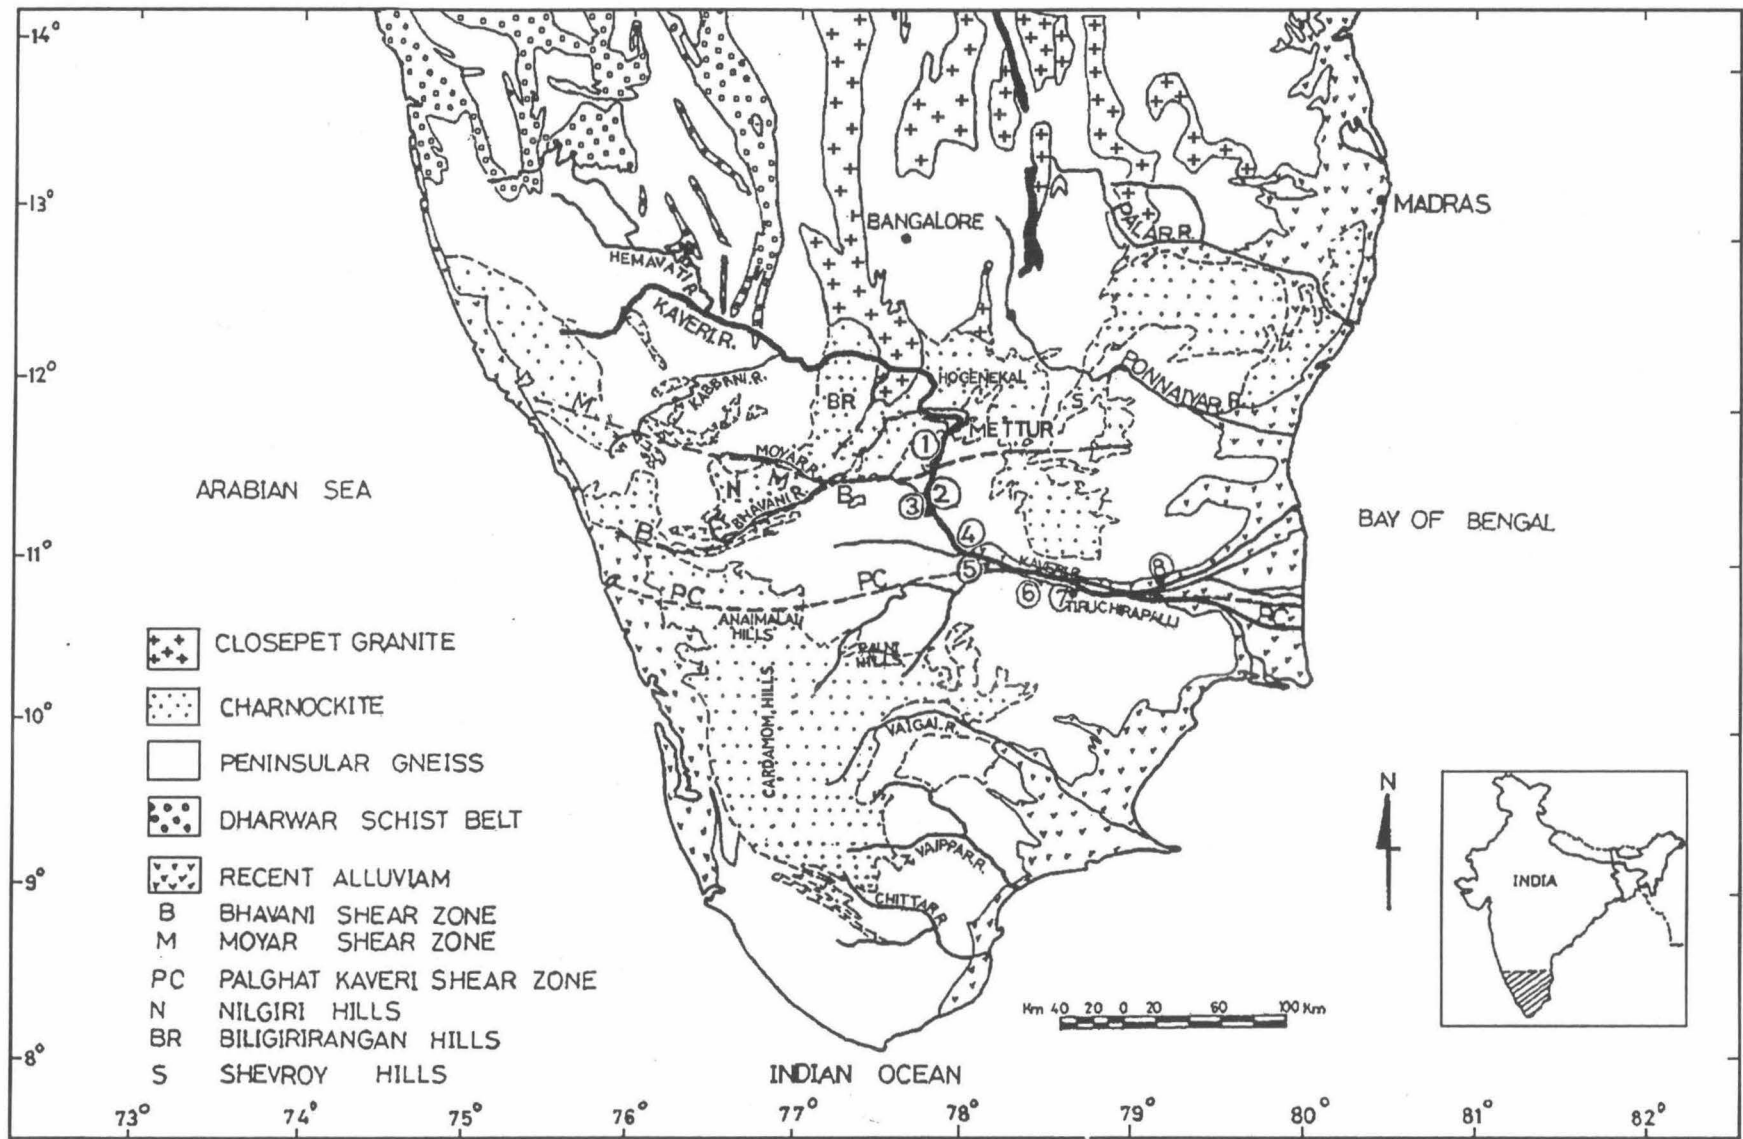 14°
13°
12°
11°
10°
9°
8°
BANGALORE
MADRAS
PALAR.R.
HEMAVATI R.
KAVERI.R.
KABBANI.R.
HOGENEKAL
PONNAIYAR R.
M
BR
S
METTUR
1
MOYAR R.
N
M
BHAVANI R.
B
2
3
ARABIAN SEA
BAY OF BENGAL
B
4
KAVERI R.
8
5
PC
PC
6
7
TIRUCHIRAPALLI
PC
ANAIMALAI
HILLS
PALNI
HILLS
CARDAMOM, HILLS
VAIGAI.R.
VAIPPAR.R.
CHITTAR R.
CLOSEPET GRANITE
CHARNOCKITE
PENINSULAR GNEISS
DHARWAR SCHIST BELT
RECENT ALLUVIAM
B BHAVANI SHEAR ZONE
M MOYAR SHEAR ZONE
PC PALGHAT KAVERI SHEAR ZONE
N NILGIRI HILLS
BR BILIGIRIRANGAN HILLS
S SHEVROY HILLS
N
INDIA
Km 40 20 0 20 60 100 Km
INDIAN OCEAN
73° 74° 75° 76° 77° 78° 79° 80° 81° 82°